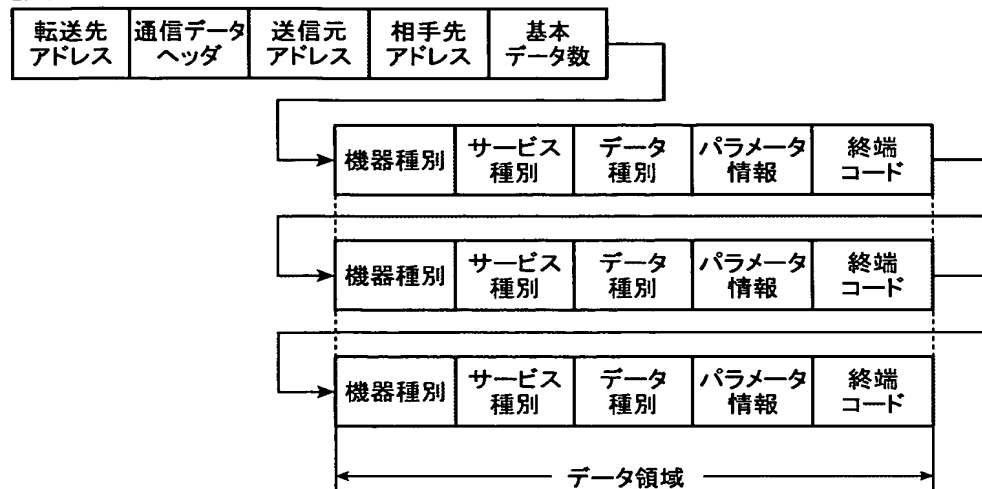 転送先
アドレス
通信データ
ヘッダ
送信元
アドレス
相手先
アドレス
基本
データ数
機器種別
サービス
種別
データ
種別
パラメータ
情報
終端
コード
機器種別
サービス
種別
データ
種別
パラメータ
情報
終端
コード
機器種別
サービス
種別
データ
種別
パラメータ
情報
終端
コード
データ領域